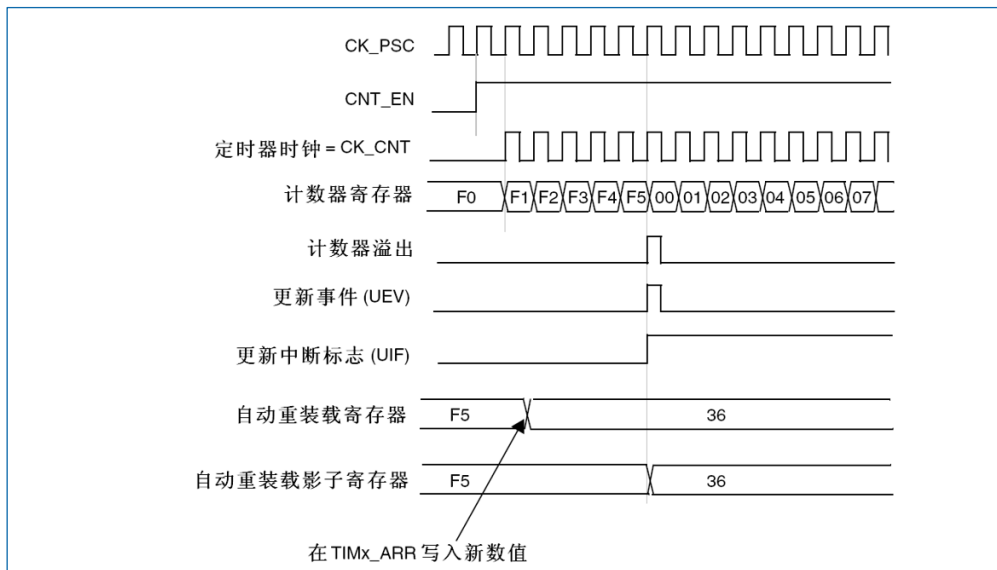 CK_PSC
CNT_EN
定时器时钟 = CK_CNT
计数器寄存器 F0 F1 F2 F3 F4 F5 00 01 02 03 04 05 06 07
计数器溢出
更新事件 (UEV)
更新中断标志 (UIF)
自动重装载寄存器 F5 36
自动重装载影子寄存器 F5 36
在 TIMx_ARR 写入新数值